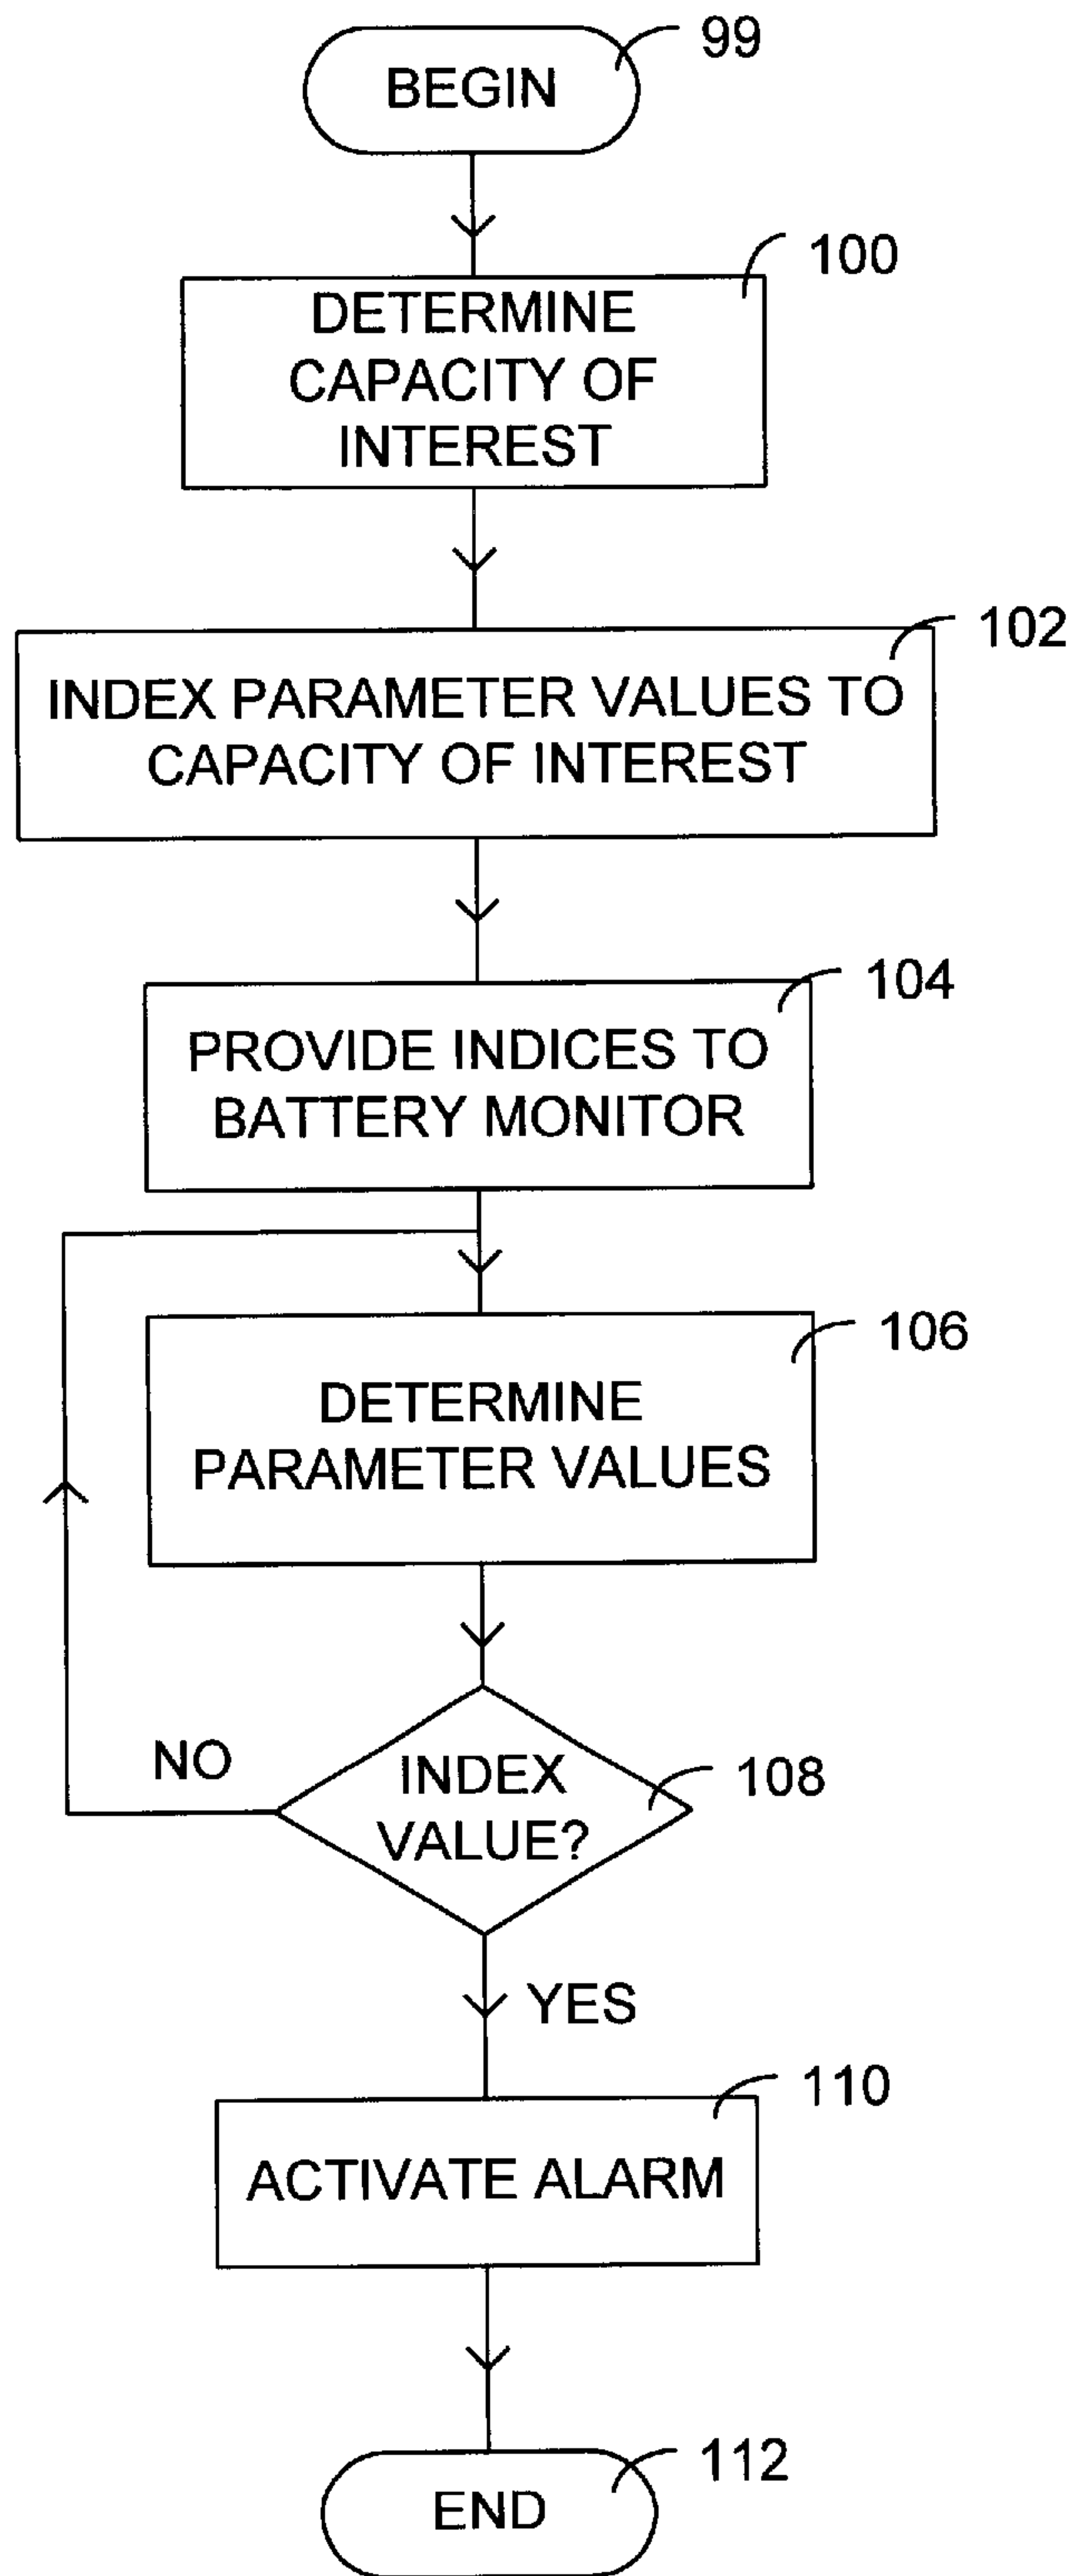 99
BEGIN
100
DETERMINE
CAPACITY OF
INTEREST
102
INDEX PARAMETER VALUES TO
CAPACITY OF INTEREST
104
PROVIDE INDICES TO
BATTERY MONITOR
106
DETERMINE
PARAMETER VALUES
NO
INDEX
VALUE?
108
YES
110
ACTIVATE ALARM
112
END